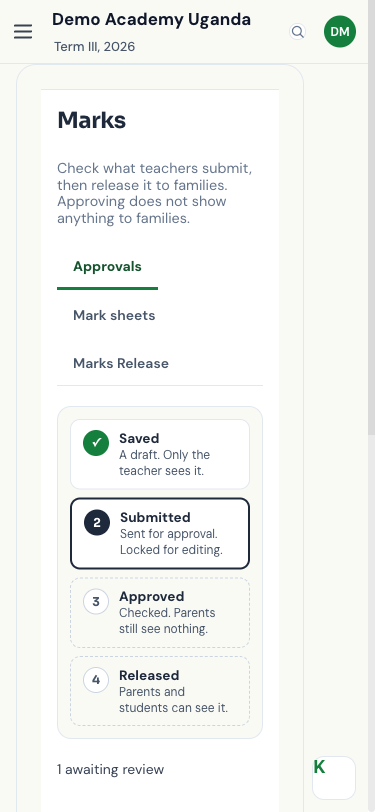 Demo Academy Uganda
Term III, 2026
DM
Marks
Check what teachers submit,
then release it to families.
Approving does not show
anything to families.
Approvals
Mark sheets
Marks Release
✓
Saved
A draft. Only the
teacher sees it.
2
Submitted
Sent for approval.
Locked for editing.
3
Approved
Checked. Parents
still see nothing.
4
Released
Parents and
students can see it.
1 awaiting review
K